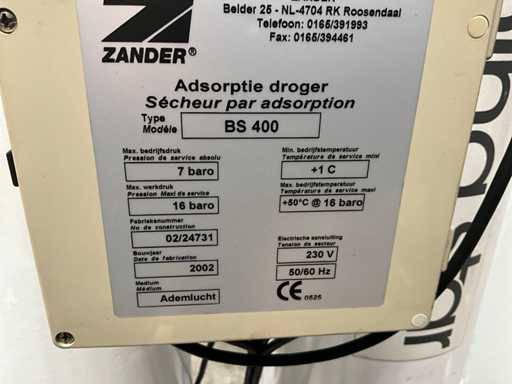 ZANDER
Belder 25 - NL-4704 RK Roosendaal
Telefoon: 0165/391993
Fax: 0165/394461
ZANDER
Adsorptie droger
Sécheur par adsorption
Type
Modèle
BS 400
Max. bedrijfsdruk
Pression de service absolu
7 baro
Max. werkdruk
Pression Maxi de service
16 baro
Fabrieksnummer
No de construction
02/24731
Bouwjaar
Date de fabrication
2002
Medium
Médium
Ademlucht
Min. bedrijfstemperatuur
Température de service mini
+1 C
Max. bedrijfstemperatuur
Température de service maxi
+50°C @ 16 baro
Electrische aansluiting
Tension de secteur
230 V
50/60 Hz
CE 0525
star